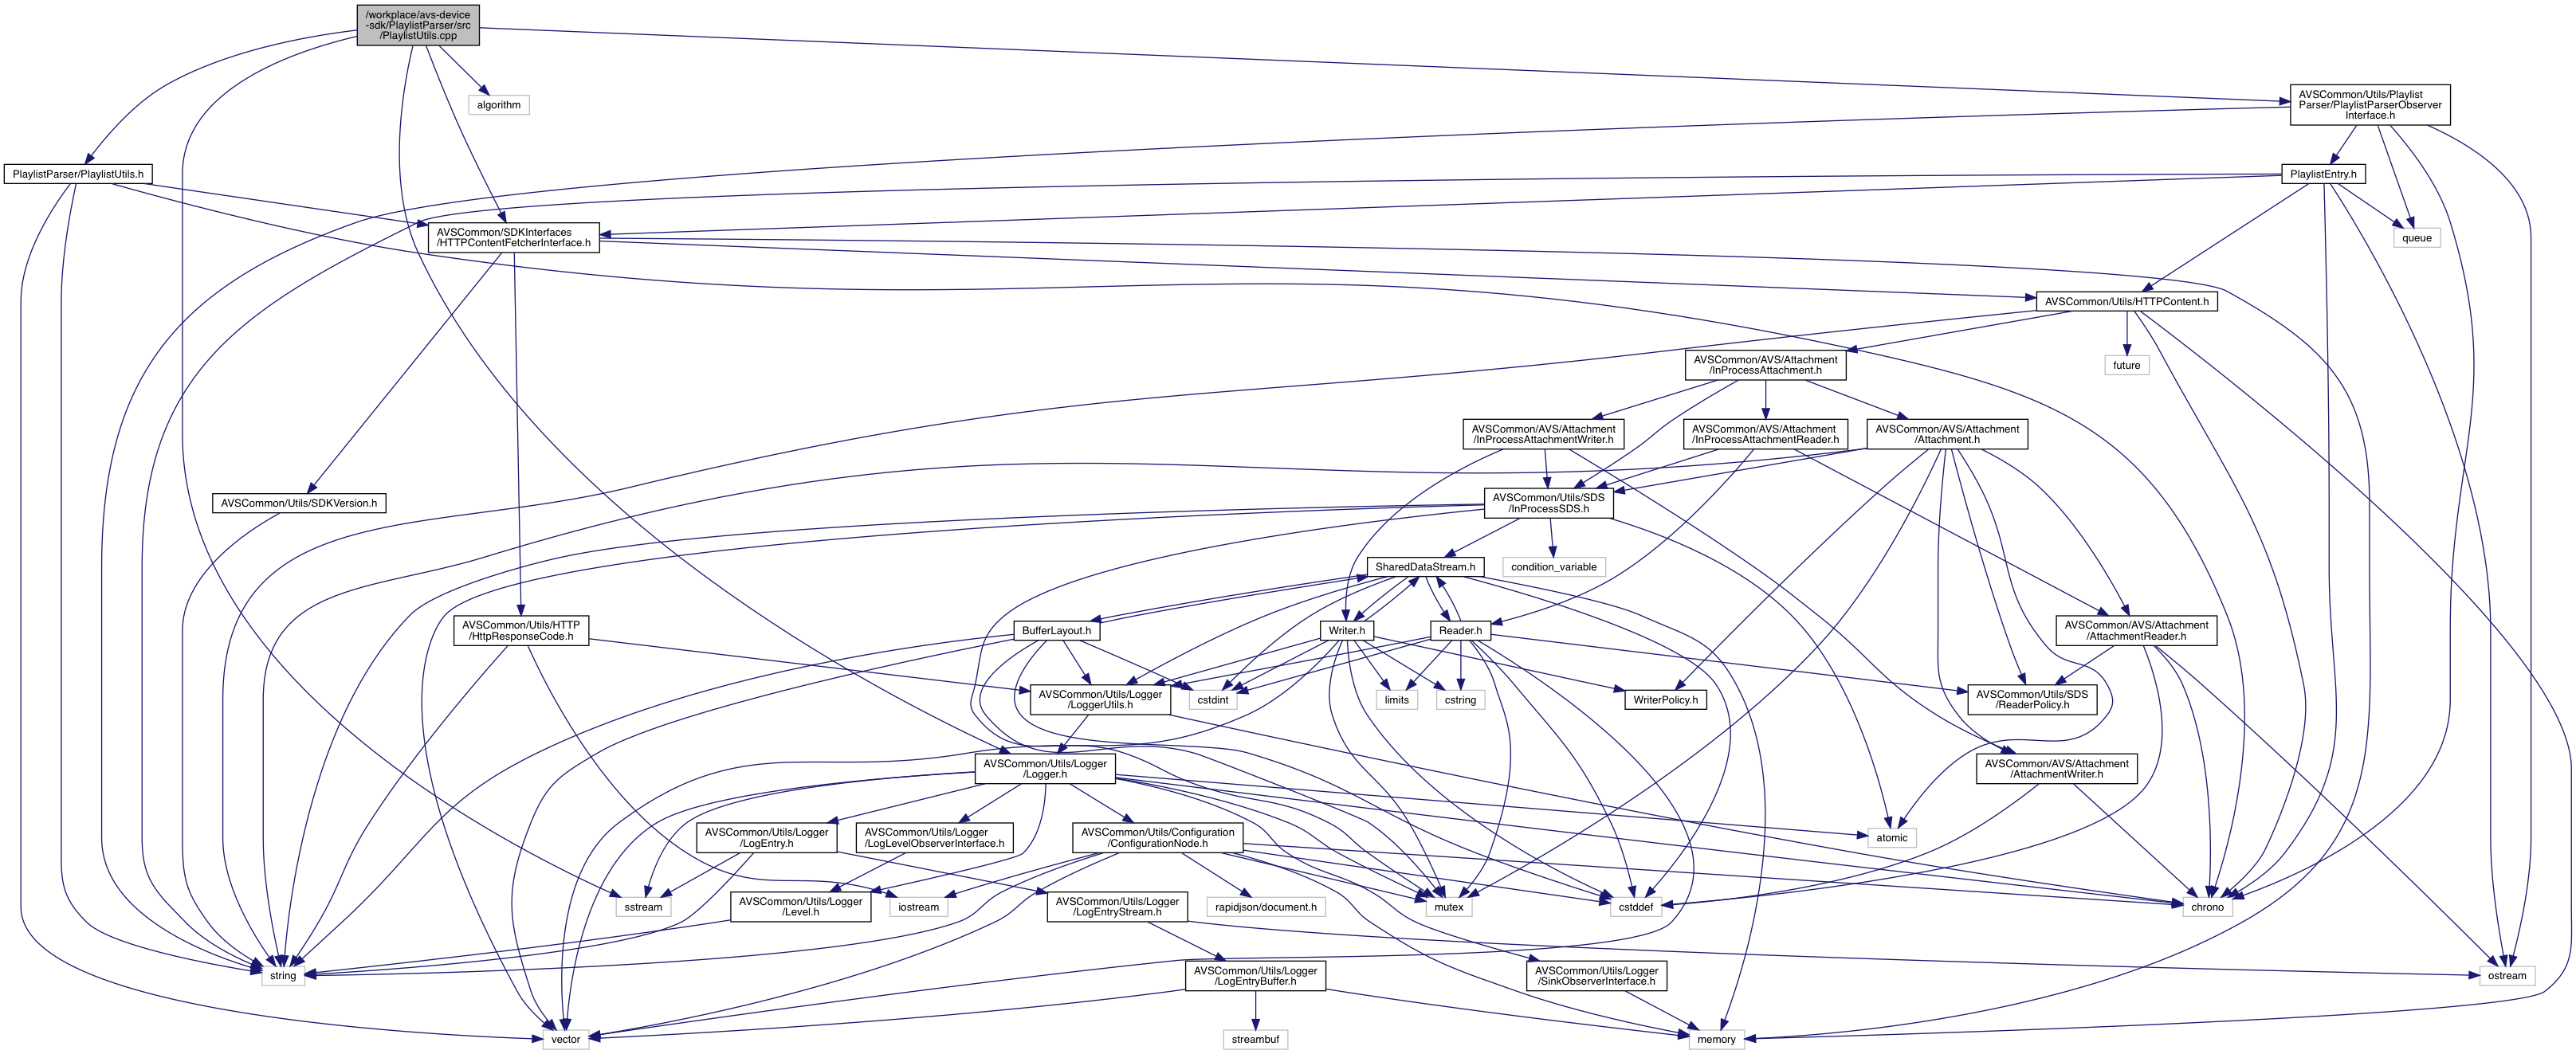 /workplace/avs-device
-sdk/PlaylistParser/src
/PlaylistUtils.cpp
algorithm
AVSCommon/Utils/Playlist
Parser/PlaylistParserObserver
Interface.h
PlaylistParser/PlaylistUtils.h
PlaylistEntry.h
AVSCommon/SDKInterfaces
/HTTPContentFetcherInterface.h
queue
AVSCommon/Utils/HTTPContent.h
AVSCommon/AVS/Attachment
/InProcessAttachment.h
future
AVSCommon/AVS/Attachment
/InProcessAttachmentWriter.h
AVSCommon/AVS/Attachment
/InProcessAttachmentReader.h
AVSCommon/AVS/Attachment
/Attachment.h
AVSCommon/Utils/SDKVersion.h
AVSCommon/Utils/SDS
/InProcessSDS.h
SharedDataStream.h
condition_variable
AVSCommon/Utils/HTTP
/HttpResponseCode.h
BufferLayout.h
Writer.h
Reader.h
AVSCommon/AVS/Attachment
/AttachmentReader.h
AVSCommon/Utils/Logger
/LoggerUtils.h
cstdint
limits
cstring
WriterPolicy.h
AVSCommon/Utils/SDS
/ReaderPolicy.h
AVSCommon/Utils/Logger
/Logger.h
AVSCommon/AVS/Attachment
/AttachmentWriter.h
AVSCommon/Utils/Logger
/LogEntry.h
AVSCommon/Utils/Logger
/LogLevelObserverInterface.h
AVSCommon/Utils/Configuration
/ConfigurationNode.h
atomic
sstream
AVSCommon/Utils/Logger
/Level.h
iostream
AVSCommon/Utils/Logger
/LogEntryStream.h
rapidjson/document.h
mutex
cstddef
chrono
string
AVSCommon/Utils/Logger
/LogEntryBuffer.h
AVSCommon/Utils/Logger
/SinkObserverInterface.h
ostream
vector
streambuf
memory